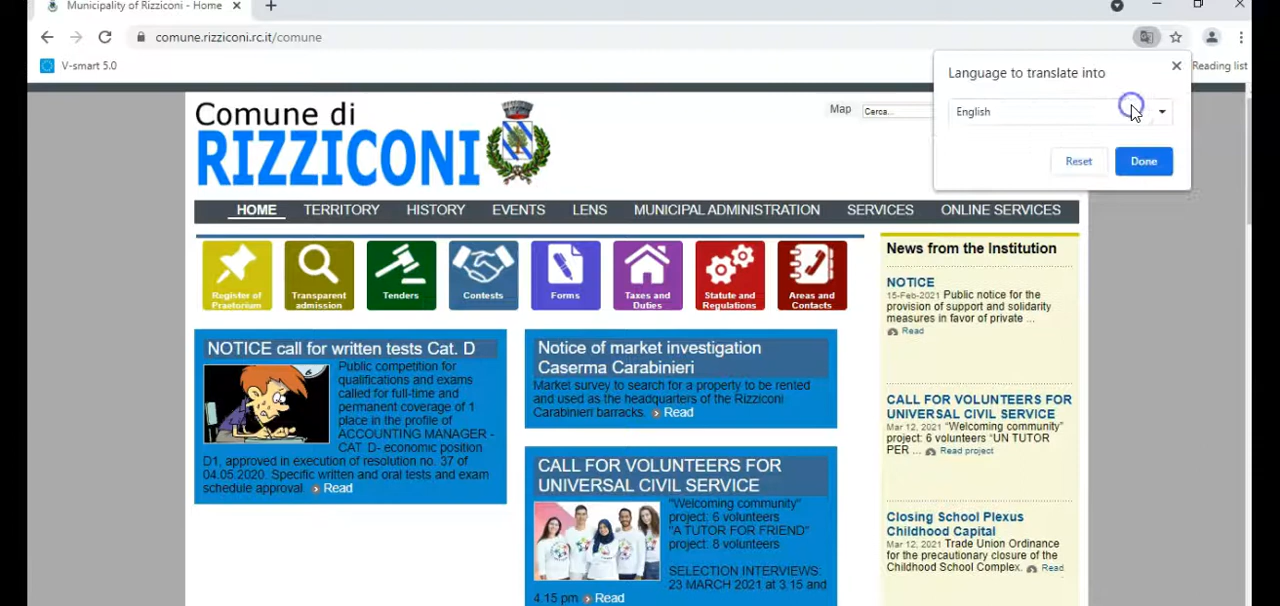 Municipality of Rizziconi - Home
comune.rizziconi.rc.it/comune
V-smart 5.0
Reading list
Language to translate into
English
Reset
Done
Comune di
RIZZICONI
Map
Cerca...
HOME
TERRITORY
HISTORY
EVENTS
LENS
MUNICIPAL ADMINISTRATION
SERVICES
ONLINE SERVICES
Register of
Praetorium
Transparent
admission
Tenders
Contests
Forms
Taxes and
Duties
Statute and
Regulations
Areas and
Contacts
NOTICE call for written tests Cat. D
Public competition for
qualifications and exams
called for full-time and
permanent coverage of 1
place in the profile of
ACCOUNTING MANAGER -
CAT. D- economic position
D1, approved in execution of resolution no. 37 of
04.05.2020. Specific written and oral tests and exam
schedule approval. Read
Notice of market investigation
Caserma Carabinieri
Market survey to search for a property to be rented
and used as the headquarters of the Rizziconi
Carabinieri barracks. Read
CALL FOR VOLUNTEERS FOR
UNIVERSAL CIVIL SERVICE
"Welcoming community"
project: 6 volunteers
"A TUTOR FOR FRIEND"
project: 8 volunteers
SELECTION INTERVIEWS:
23 MARCH 2021 at 3.15 and
4.15 pm Read
News from the Institution
NOTICE
15-Feb-2021 Public notice for the
provision of support and solidarity
measures in favor of private ...
Read
CALL FOR VOLUNTEERS FOR
UNIVERSAL CIVIL SERVICE
Mar 12, 2021 "Welcoming community"
project: 6 volunteers "UN TUTOR
PER ... Read project
Closing School Plexus
Childhood Capital
Mar 12, 2021 Trade Union Ordinance
for the precautionary closure of the
Childhood School Complex. Read